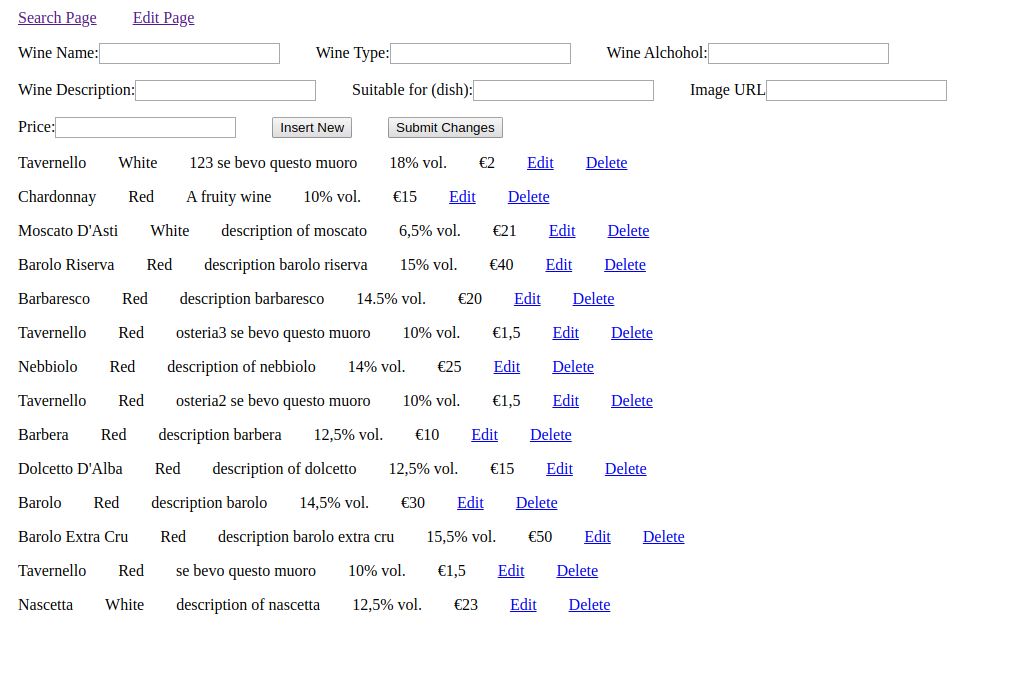 Search Page Edit Page
Wine Name: Wine Type: Wine Alchohol:
Wine Description: Suitable for (dish): Image URL
Price: Insert New Submit Changes
Tavernello White 123 se bevo questo muoro 18% vol. €2 Edit Delete
Chardonnay Red A fruity wine 10% vol. €15 Edit Delete
Moscato D'Asti White description of moscato 6,5% vol. €21 Edit Delete
Barolo Riserva Red description barolo riserva 15% vol. €40 Edit Delete
Barbaresco Red description barbaresco 14.5% vol. €20 Edit Delete
Tavernello Red osteria3 se bevo questo muoro 10% vol. €1,5 Edit Delete
Nebbiolo Red description of nebbiolo 14% vol. €25 Edit Delete
Tavernello Red osteria2 se bevo questo muoro 10% vol. €1,5 Edit Delete
Barbera Red description barbera 12,5% vol. €10 Edit Delete
Dolcetto D'Alba Red description of dolcetto 12,5% vol. €15 Edit Delete
Barolo Red description barolo 14,5% vol. €30 Edit Delete
Barolo Extra Cru Red description barolo extra cru 15,5% vol. €50 Edit Delete
Tavernello Red se bevo questo muoro 10% vol. €1,5 Edit Delete
Nascetta White description of nascetta 12,5% vol. €23 Edit Delete